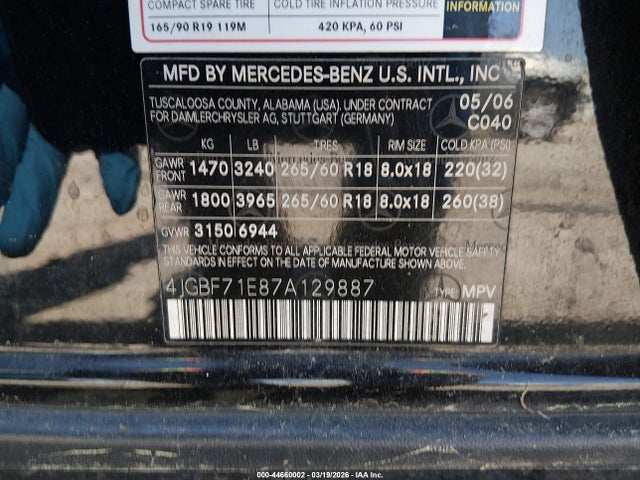 COMPACT SPARE TIRE COLD TIRE INFLATION PRESSURE INFORMATION
165/90 R19 119M 420 KPA, 60 PSI
MFD BY MERCEDES-BENZ U.S. INTL., INC
TUSCALOOSA COUNTY, ALABAMA (USA). UNDER CONTRACT 05/06
FOR DAMLERCHRYSLER AG, STUTTGART (GERMANY) C040
KG LB TIRES RIM SIZE COLD KPA (PSI)
GAWR FRONT 1470 3240 265/60 R18 8.0x18 220(32)
GAWR REAR 1800 3965 265/60 R18 8.0x18 260(38)
GVWR 3150 6944
THIS VEHICLE CONFORMS TO ALL APPLICABLE FEDERAL MOTOR VEHICLE SAFETY
AND THEFT PREVENTION STANDARDS IN EFFECT ON THE DATE OF MANUFACTURE SHOWN ABOVE.
4JGBF71E87A129887 TYPE: MPV
000-44660002 - 03/19/2026 - IAA Inc.